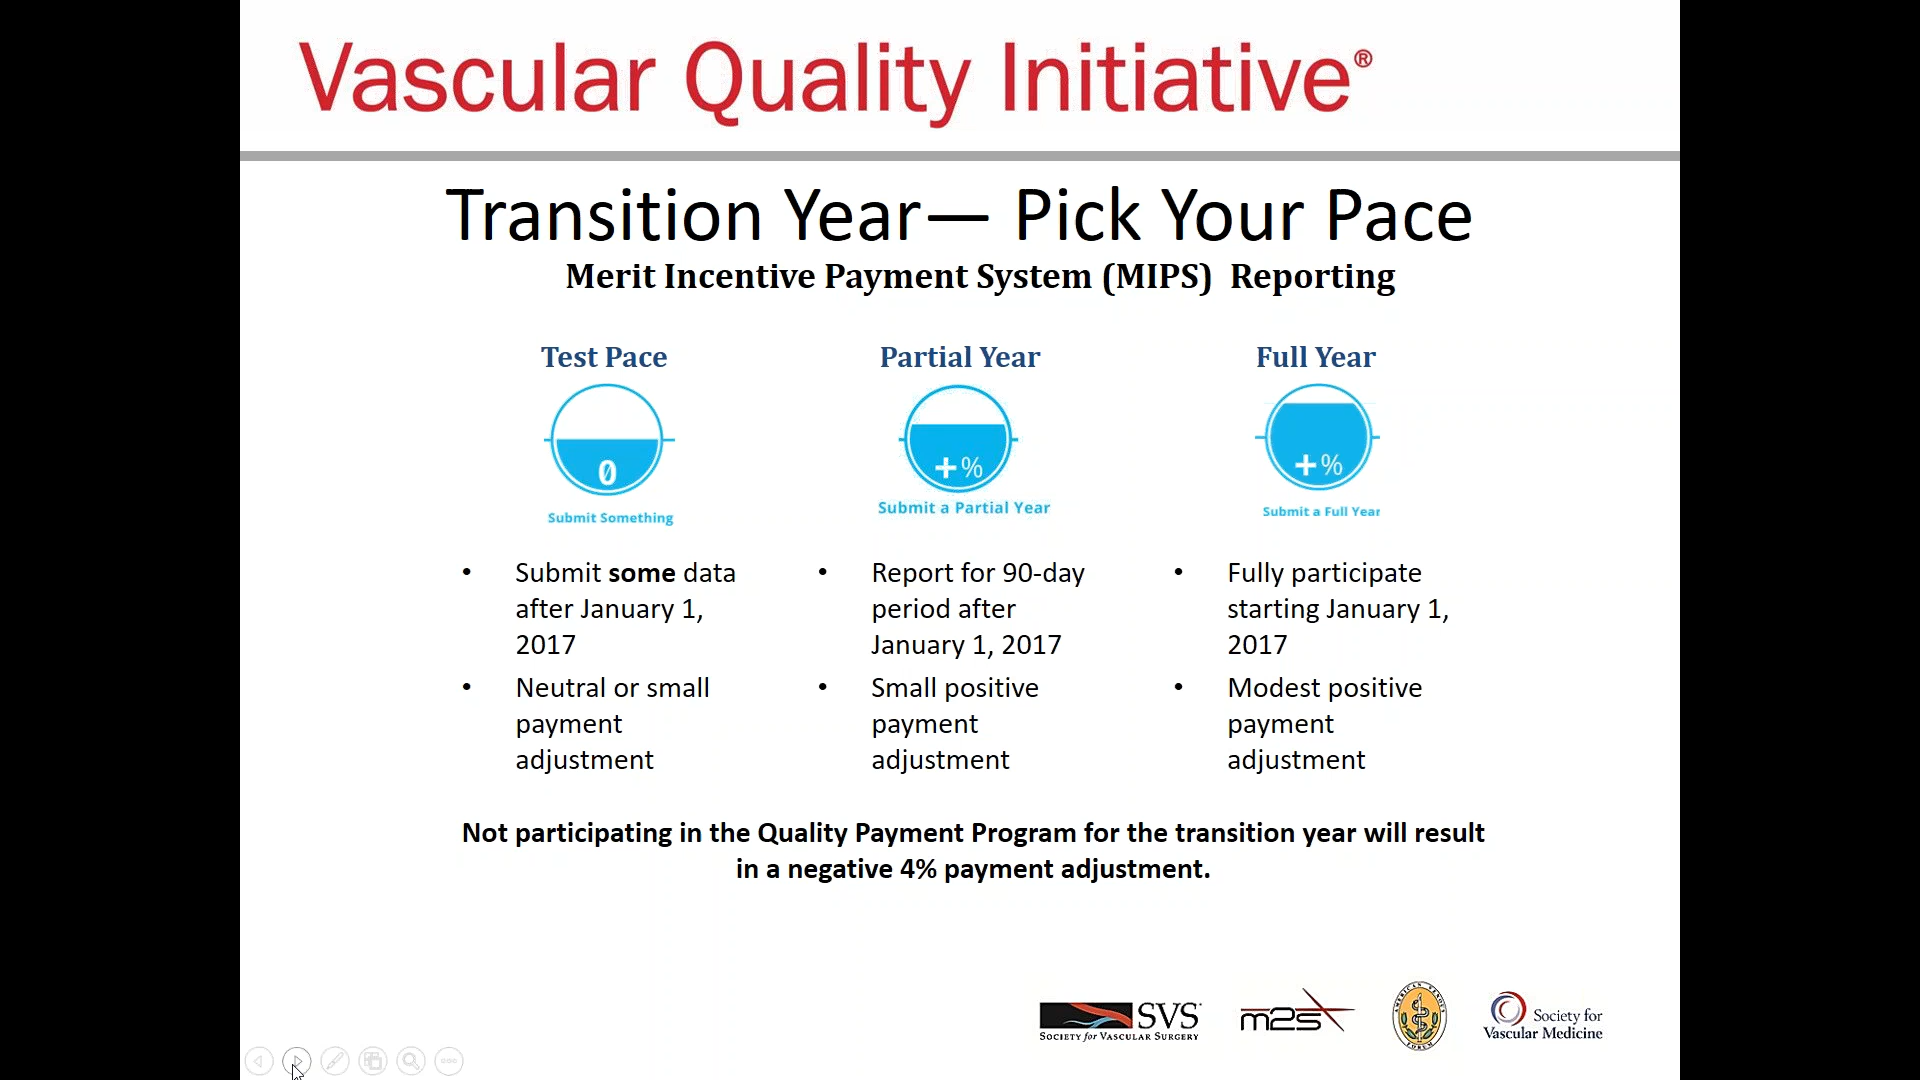 Vascular Quality Initiative®
Transition Year— Pick Your Pace
Merit Incentive Payment System (MIPS) Reporting
Test Pace
0
Submit Something
• Submit some data
after January 1,
2017
• Neutral or small
payment
adjustment
Partial Year
+%
Submit a Partial Year
• Report for 90-day
period after
January 1, 2017
• Small positive
payment
adjustment
Full Year
+%
Submit a Full Year
• Fully participate
starting January 1,
2017
• Modest positive
payment
adjustment
Not participating in the Quality Payment Program for the transition year will result
in a negative 4% payment adjustment.
SVS
SOCIETY for VASCULAR SURGERY
m2s
AMERICAN VENOUS
FORUM
Society for
Vascular Medicine